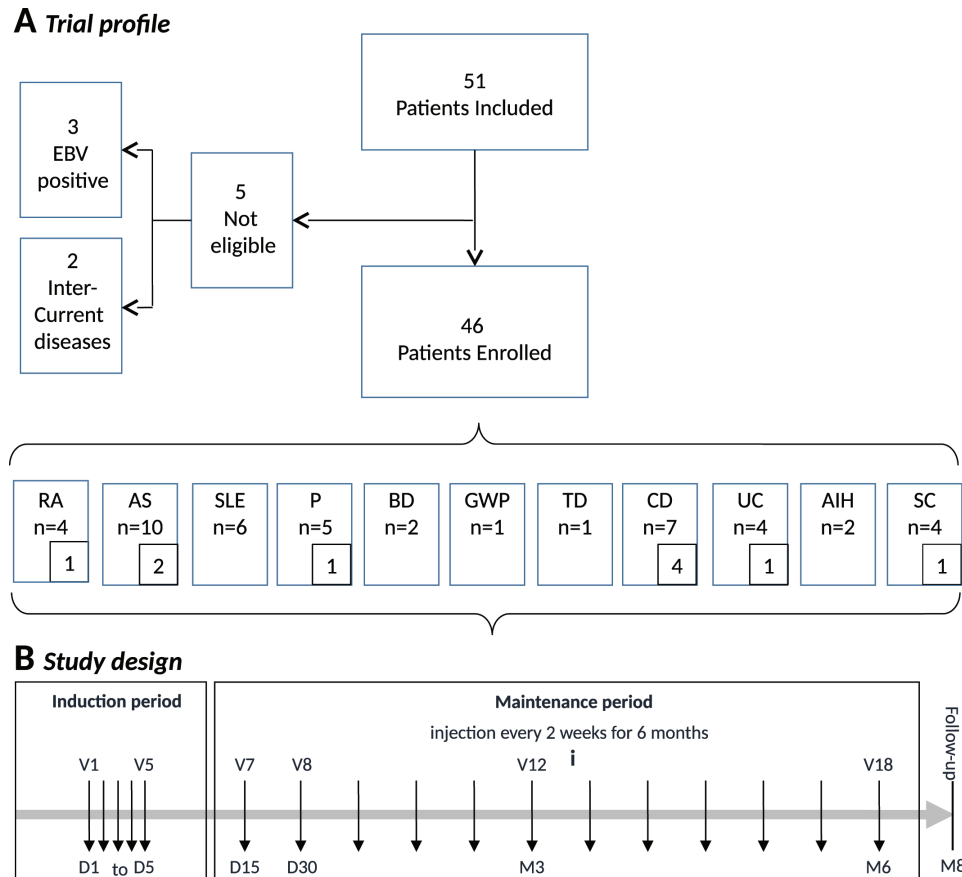 A Trial profile
51
Patients Included
3
EBV
positive
5
Not
eligible
2
Inter-
Current
diseases
46
Patients Enrolled
RA
n=4
1
AS
n=10
2
SLE
n=6
P
n=5
1
BD
n=2
GWP
n=1
TD
n=1
CD
n=7
4
UC
n=4
1
AIH
n=2
SC
n=4
1
B Study design
Induction period
Maintenance period
injection every 2 weeks for 6 months
i
V1 V5 V7 V8 V12 V18
Follow-up
D1 to D5 D15 D30 M3 M6 M8